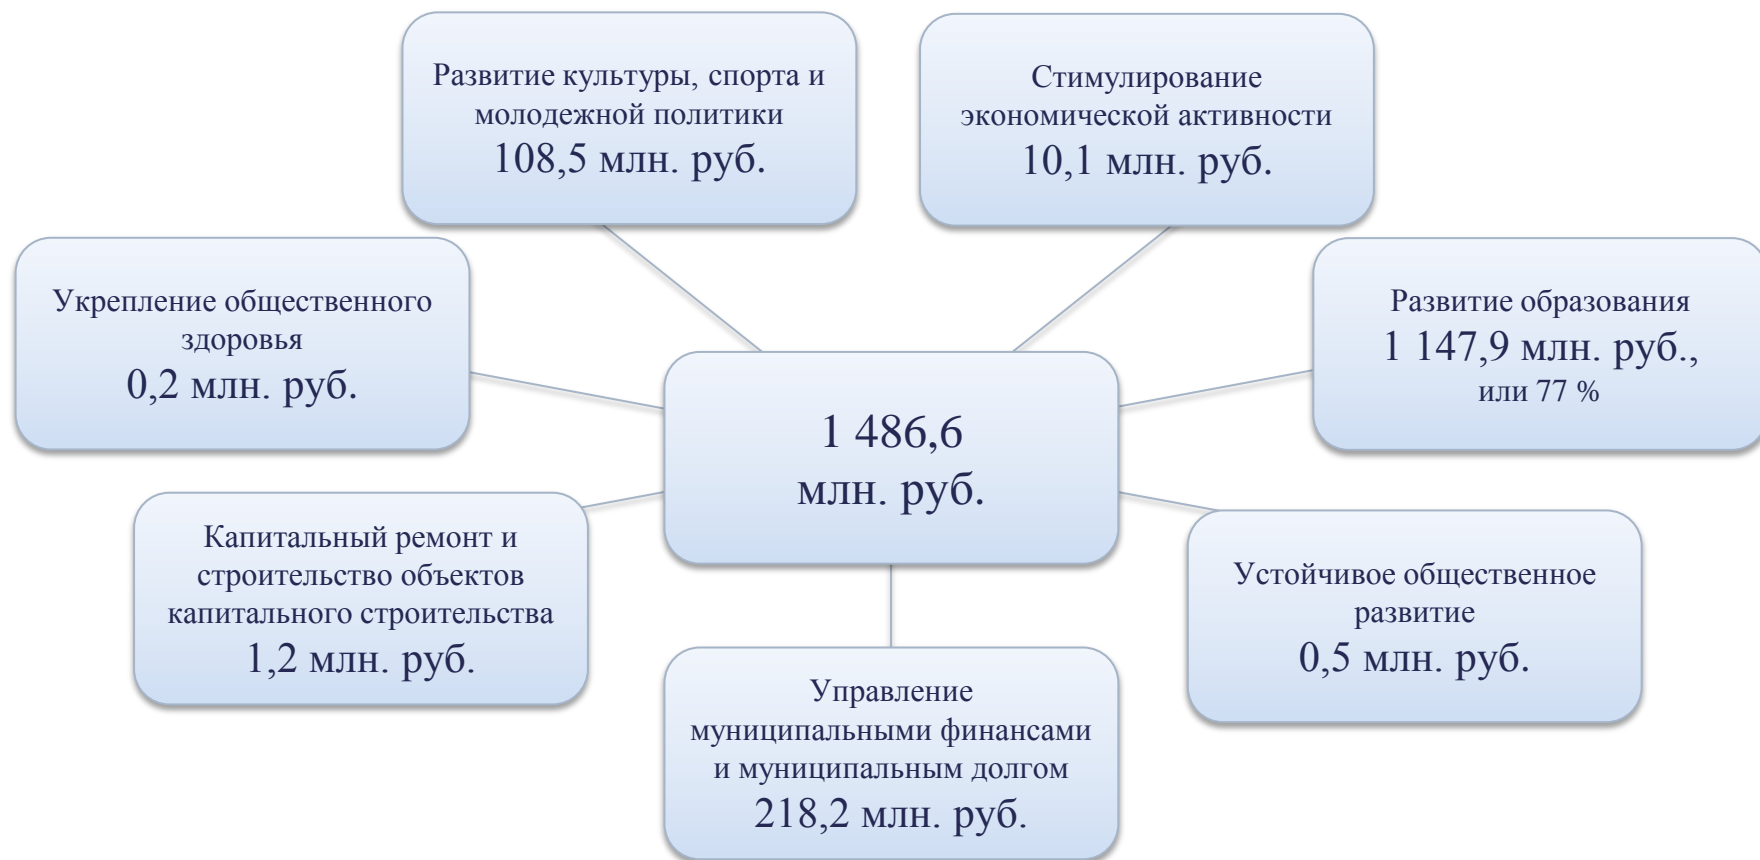 Развитие культуры, спорта и
молодежной политики
108,5 млн. руб.
Стимулирование
экономической активности
10,1 млн. руб.
Укрепление общественного
здоровья
0,2 млн. руб.
Развитие образования
1 147,9 млн. руб.,
или 77 %
1 486,6
млн. руб.
Капитальный ремонт и
строительство объектов
капитального строительства
1,2 млн. руб.
Устойчивое общественное
развитие
0,5 млн. руб.
Управление
муниципальными финансами
и муниципальным долгом
218,2 млн. руб.